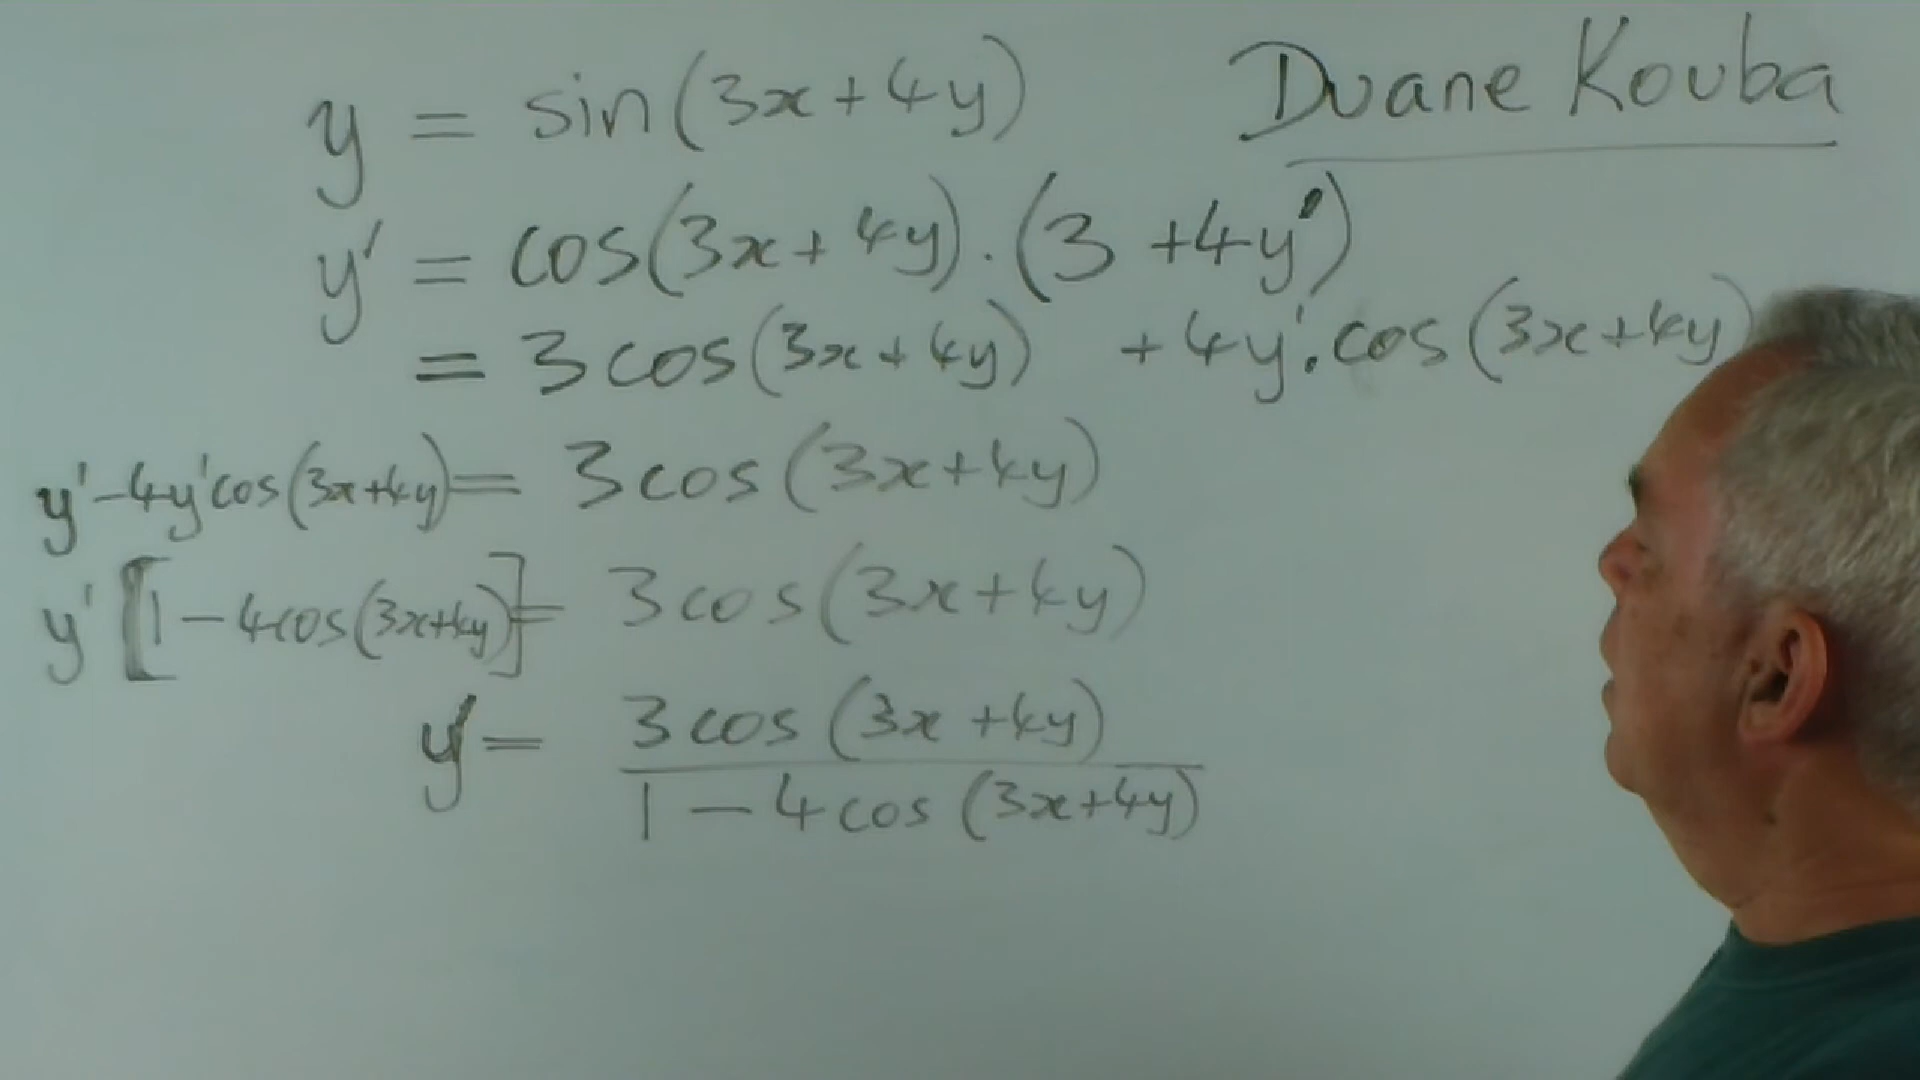 y = sin(3x+4y) Duane Kouba
y' = cos(3x+4y).(3+4y')
= 3cos(3x+4y) +4y'.cos(3x+4y)
y'-4y'cos(3x+4y)= 3cos(3x+4y)
y'[1-4cos(3x+4y)]= 3cos(3x+4y)
y'= 3cos(3x+4y)
1-4cos(3x+4y)